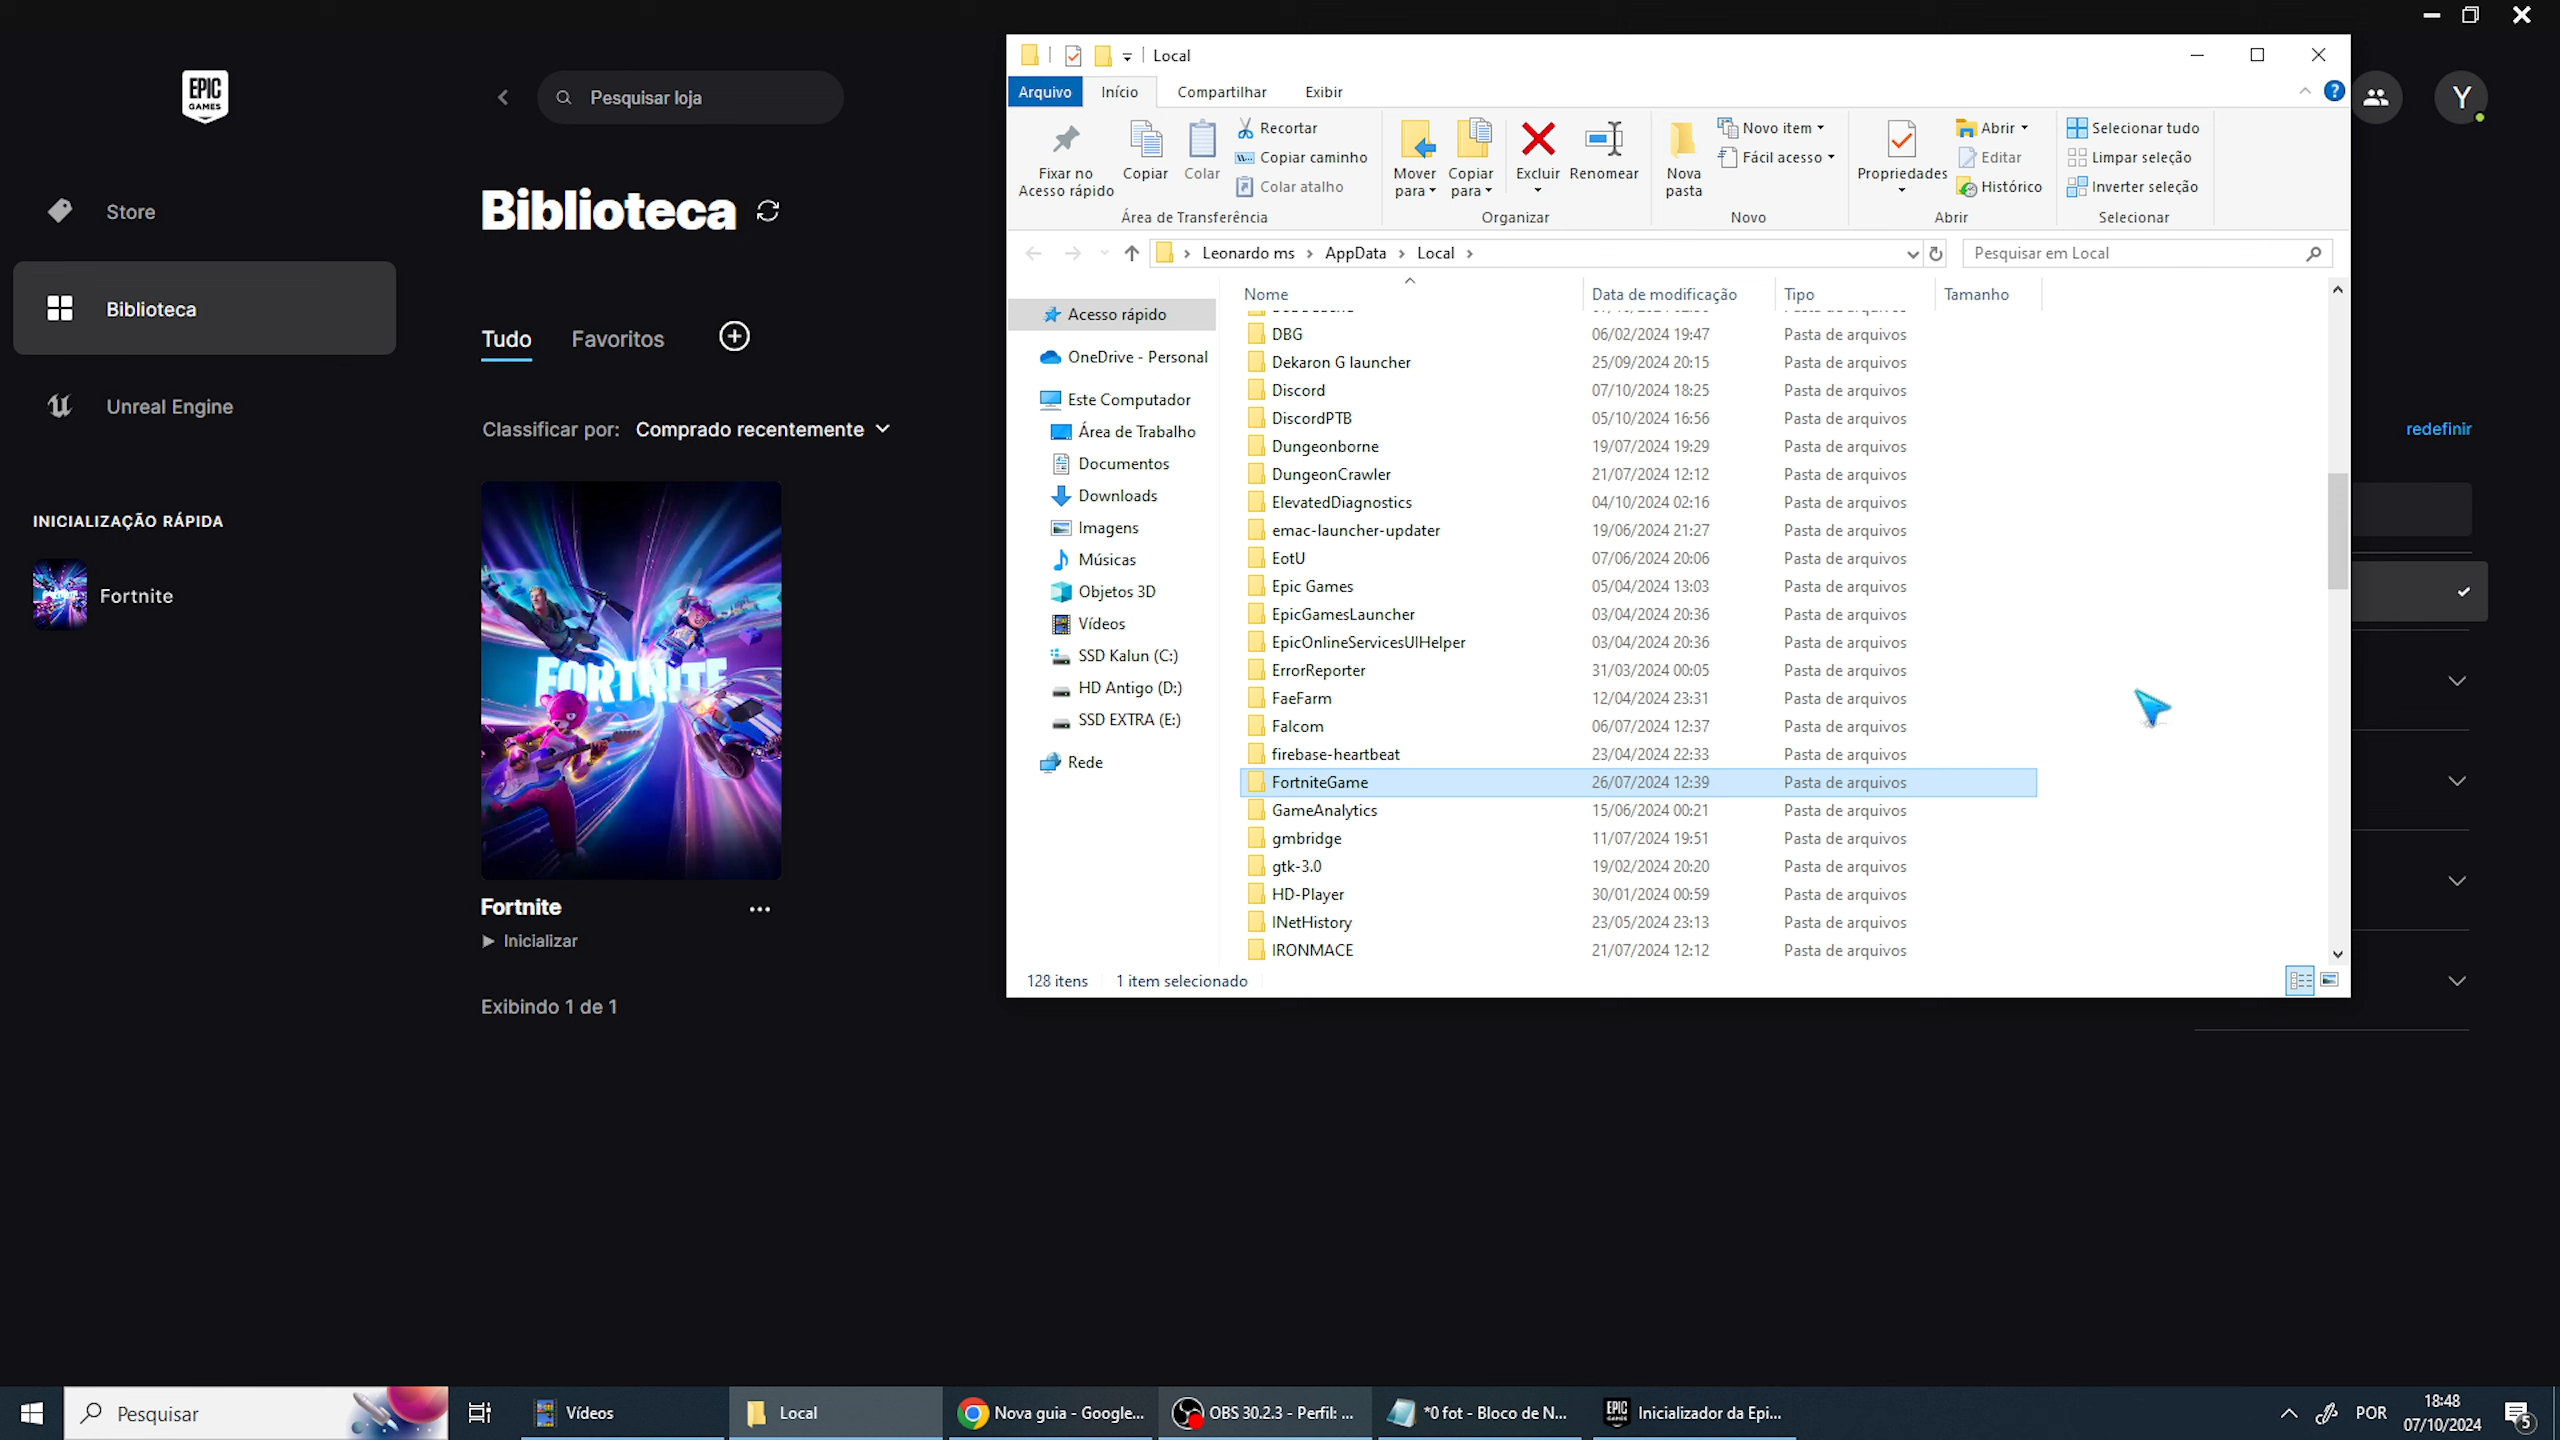 EPIC
GAMES
Pesquisar loja
Y
Store
Biblioteca
Unreal Engine
INICIALIZAÇÃO RÁPIDA
Fortnite
Biblioteca
Tudo
Favoritos
Classificar por: Comprado recentemente
redefinir
FORTNITE
Fortnite
Inicializar
Exibindo 1 de 1
Local
Arquivo Início Compartilhar Exibir
Fixar no
Acesso rápido
Copiar
Colar
Recortar
Copiar caminho
Colar atalho
Área de Transferência
Mover
para
Copiar
para
Excluir
Renomear
Organizar
Nova
pasta
Novo item
Fácil acesso
Novo
Propriedades
Abrir
Editar
Histórico
Abrir
Selecionar tudo
Limpar seleção
Inverter seleção
Selecionar
Leonardo ms > AppData > Local >
Pesquisar em Local
Acesso rápido
OneDrive - Personal
Este Computador
Área de Trabalho
Documentos
Downloads
Imagens
Músicas
Objetos 3D
Vídeos
SSD Kalun (C:)
HD Antigo (D:)
SSD EXTRA (E:)
Rede
Nome Data de modificação Tipo Tamanho
DBG 06/02/2024 19:47 Pasta de arquivos
Dekaron G launcher 25/09/2024 20:15 Pasta de arquivos
Discord 07/10/2024 18:25 Pasta de arquivos
DiscordPTB 05/10/2024 16:56 Pasta de arquivos
Dungeonborne 19/07/2024 19:29 Pasta de arquivos
DungeonCrawler 21/07/2024 12:12 Pasta de arquivos
ElevatedDiagnostics 04/10/2024 02:16 Pasta de arquivos
emac-launcher-updater 19/06/2024 21:27 Pasta de arquivos
EotU 07/06/2024 20:06 Pasta de arquivos
Epic Games 05/04/2024 13:03 Pasta de arquivos
EpicGamesLauncher 03/04/2024 20:36 Pasta de arquivos
EpicOnlineServicesUIHelper 03/04/2024 20:36 Pasta de arquivos
ErrorReporter 31/03/2024 00:05 Pasta de arquivos
FaeFarm 12/04/2024 23:31 Pasta de arquivos
Falcom 06/07/2024 12:37 Pasta de arquivos
firebase-heartbeat 23/04/2024 22:33 Pasta de arquivos
FortniteGame 26/07/2024 12:39 Pasta de arquivos
GameAnalytics 15/06/2024 00:21 Pasta de arquivos
gmbridge 11/07/2024 19:51 Pasta de arquivos
gtk-3.0 19/02/2024 20:20 Pasta de arquivos
HD-Player 30/01/2024 00:59 Pasta de arquivos
INetHistory 23/05/2024 23:13 Pasta de arquivos
IRONMACE 21/07/2024 12:12 Pasta de arquivos
128 itens 1 item selecionado
Pesquisar
Vídeos
Local
Nova guia - Google...
OBS 30.2.3 - Perfil: ...
*0 fot - Bloco de N...
Inicializador da Epi...
POR
18:48
07/10/2024
5